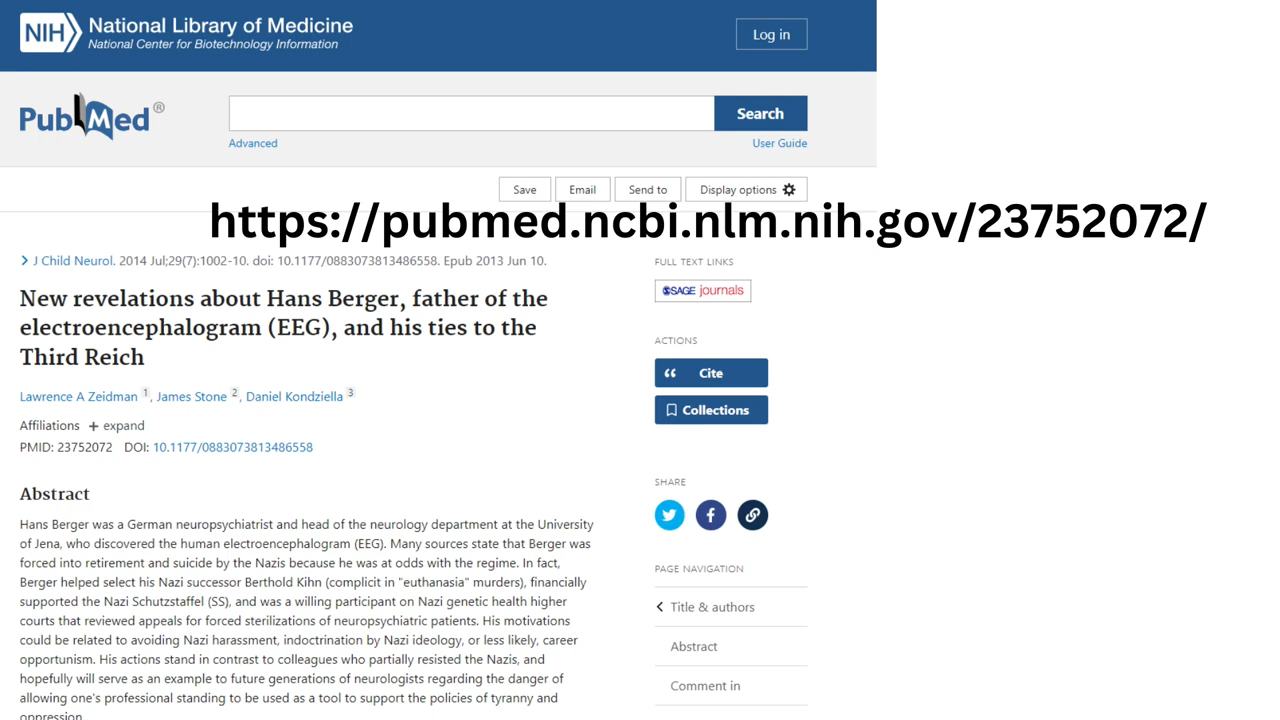 NIH
National Library of Medicine
National Center for Biotechnology Information
Log in
PubMed®
Search
Advanced
User Guide
Save
Email
Send to
Display options
https://pubmed.ncbi.nlm.nih.gov/23752072/
J Child Neurol. 2014 Jul;29(7):1002-10. doi: 10.1177/0883073813486558. Epub 2013 Jun 10.
New revelations about Hans Berger, father of the
electroencephalogram (EEG), and his ties to the
Third Reich
Lawrence A Zeidman 1, James Stone 2, Daniel Kondziella 3
Affiliations + expand
PMID: 23752072 DOI: 10.1177/0883073813486558
Abstract
Hans Berger was a German neuropsychiatrist and head of the neurology department at the University
of Jena, who discovered the human electroencephalogram (EEG). Many sources state that Berger was
forced into retirement and suicide by the Nazis because he was at odds with the regime. In fact,
Berger helped select his Nazi successor Berthold Kihn (complicit in "euthanasia" murders), financially
supported the Nazi Schutzstaffel (SS), and was a willing participant on Nazi genetic health higher
courts that reviewed appeals for forced sterilizations of neuropsychiatric patients. His motivations
could be related to avoiding Nazi harassment, indoctrination by Nazi ideology, or less likely, career
opportunism. His actions stand in contrast to colleagues who partially resisted the Nazis, and
hopefully will serve as an example to future generations of neurologists regarding the danger of
allowing one's professional standing to be used as a tool to support the policies of tyranny and
oppression.
FULL TEXT LINKS
SAGE journals
ACTIONS
Cite
Collections
SHARE
PAGE NAVIGATION
Title & authors
Abstract
Comment in